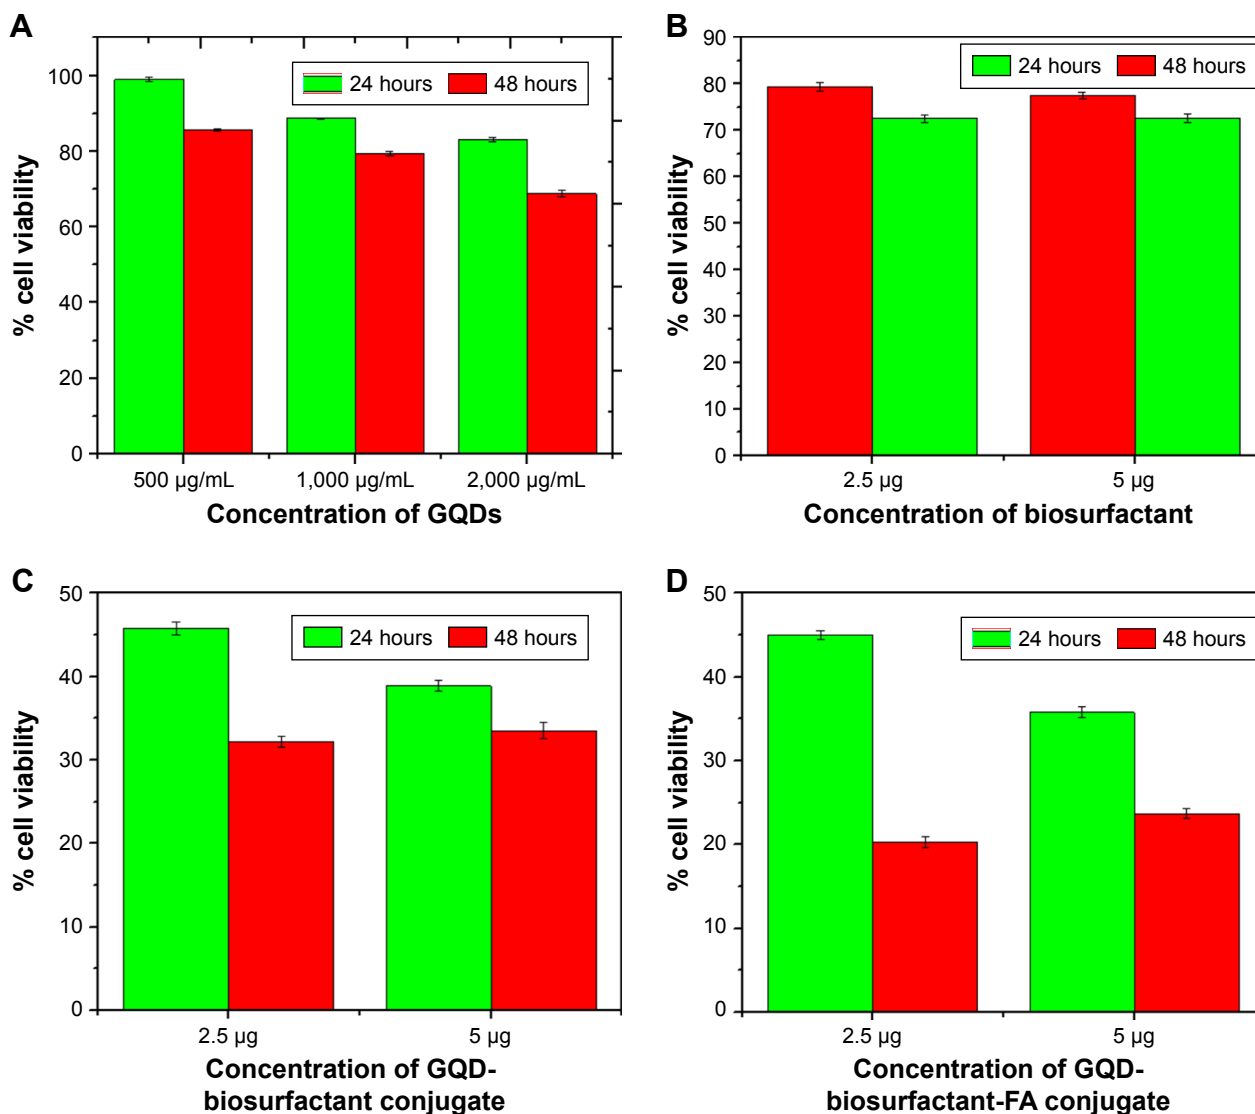 A
% cell viability
100
80
60
40
20
0
24 hours 48 hours
500 µg/mL 1,000 µg/mL 2,000 µg/mL
Concentration of GQDs
B
% cell viability
90
80
70
60
50
40
30
20
10
0
24 hours 48 hours
2.5 µg 5 µg
Concentration of biosurfactant
C
% cell viability
50
40
30
20
10
0
24 hours 48 hours
2.5 µg 5 µg
Concentration of GQD-
biosurfactant conjugate
D
% cell viability
50
40
30
20
10
0
24 hours 48 hours
2.5 µg 5 µg
Concentration of GQD-
biosurfactant-FA conjugate